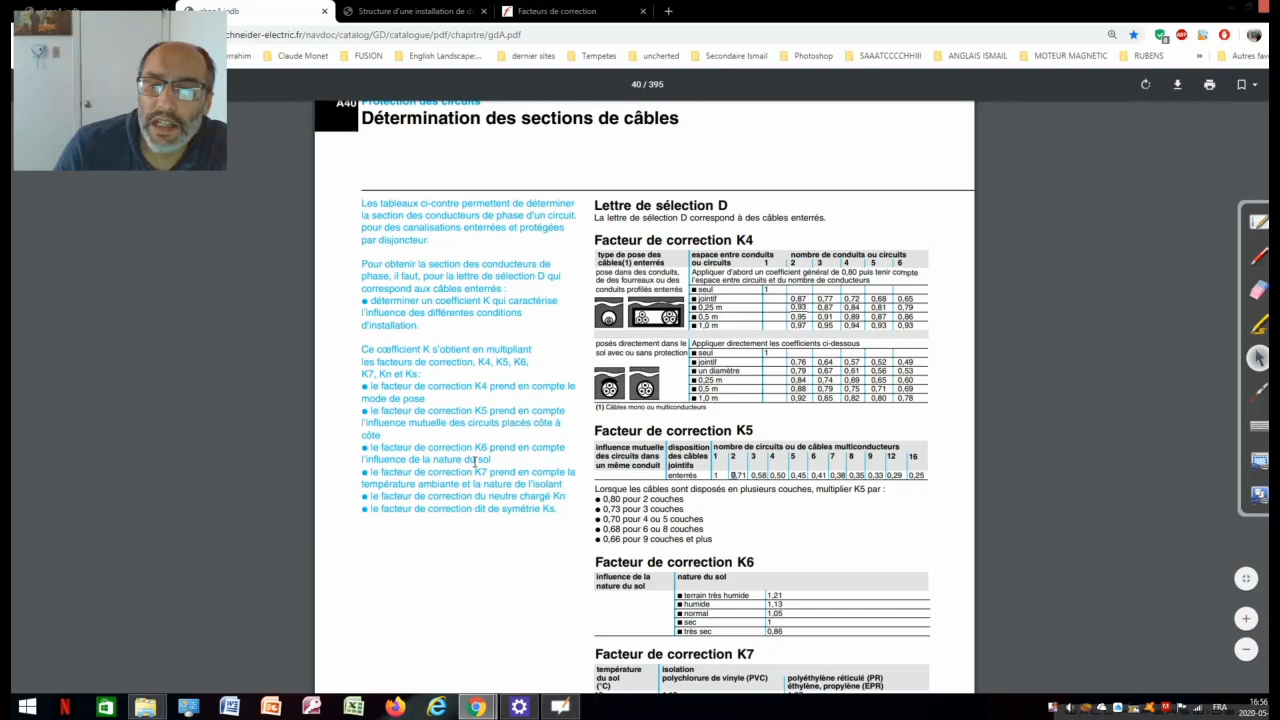 chap1.indb
chap1.indb
Structure d'une installation de d
Facteurs de correction
chneider-electric.fr/navdoc/catalog/GD/catalogue/pdf/chapitre/gdA.pdf
errahim
Claude Monet
FUSION
English Landscape:...
dernier sites
Tempetes
uncherted
Secondaire Ismail
Photshop
SAAATCCCCHHIII
ANGLAIS ISMAIL
MOTEUR MAGNETIC
RUBENS
»
Autres favo
40 / 395
A40
Protection des circuits
Détermination des sections de câbles
Les tableaux ci-contre permettent de déterminer
la section des conducteurs de phase d'un circuit.
pour des canalisations enterrées et protégées
par disjoncteur.
Pour obtenir la section des conducteurs de
phase, il faut, pour la lettre de sélection D qui
correspond aux câbles enterrés :
● déterminer un coefficient K qui caractérise
l'influence des différentes conditions
d'installation.
Ce cœfficient K s'obtient en multipliant
les facteurs de correction, K4, K5, K6,
K7, Kn et Ks:
● le facteur de correction K4 prend en compte le
mode de pose
● le facteur de correction K5 prend en compte
l'influence mutuelle des circuits placés côte à
côte
● le facteur de correction K6 prend en compte
l'influence de la nature du sol
● le facteur de correction K7 prend en compte la
température ambiante et la nature de l'isolant
● le facteur de correction du neutre chargé Kn
● le facteur de correction dit de symétrie Ks.
Lettre de sélection D
La lettre de sélection D correspond à des câbles enterrés.
Facteur de correction K4
type de pose des espace entre conduits nombre de conduits ou circuits
câbles(1) enterrés ou circuits 1 2 3 4 5 6
pose dans des conduits, Appliquer d'abord un coefficient général de 0,80 puis tenir compte
de des fourreaux ou des l'espace entre circuits et du nombre de conducteurs
conduits profilés enterrés ■ seul 1
■ jointif 0,87 0,77 0,72 0,68 0,65
■ 0,25 m 0,93 0,87 0,84 0,81 0,79
■ 0,5 m 0,95 0,91 0,89 0,87 0,86
■ 1,0 m 0,97 0,95 0,94 0,93 0,93
posés directement dans le Appliquer directement les coefficients ci-dessous
sol avec ou sans protection ■ seul 1
■ jointif 0,76 0,64 0,57 0,52 0,49
■ un diamètre 0,79 0,67 0,61 0,56 0,53
■ 0,25 m 0,84 0,74 0,69 0,65 0,60
■ 0,5 m 0,88 0,79 0,75 0,71 0,69
■ 1,0 m 0,92 0,85 0,82 0,80 0,78
(1) Câbles mono ou multiconducteurs
Facteur de correction K5
influence mutuelle disposition nombre de circuits ou de câbles multiconducteurs
des circuits dans des câbles 1 2 3 4 5 6 7 8 9 12 16
un même conduit jointifs
enterrés 1 0,71 0,58 0,50 0,45 0,41 0,38 0,35 0,33 0,29 0,25
Lorsque les câbles sont disposés en plusieurs couches, multiplier K5 par :
● 0,80 pour 2 couches
● 0,73 pour 3 couches
● 0,70 pour 4 ou 5 couches
● 0,68 pour 6 ou 8 couches
● 0,66 pour 9 couches et plus
Facteur de correction K6
influence de la nature du sol
nature du sol
■ terrain très humide 1,21
■ humide 1,13
■ normal 1,05
■ sec 1
■ très sec 0,86
Facteur de correction K7
température isolation
du sol polychlorure de vinyle (PVC) polyéthylène réticulé (PR)
(°C) éthylène, propylène (EPR)
FRA
16:56
2020-05-